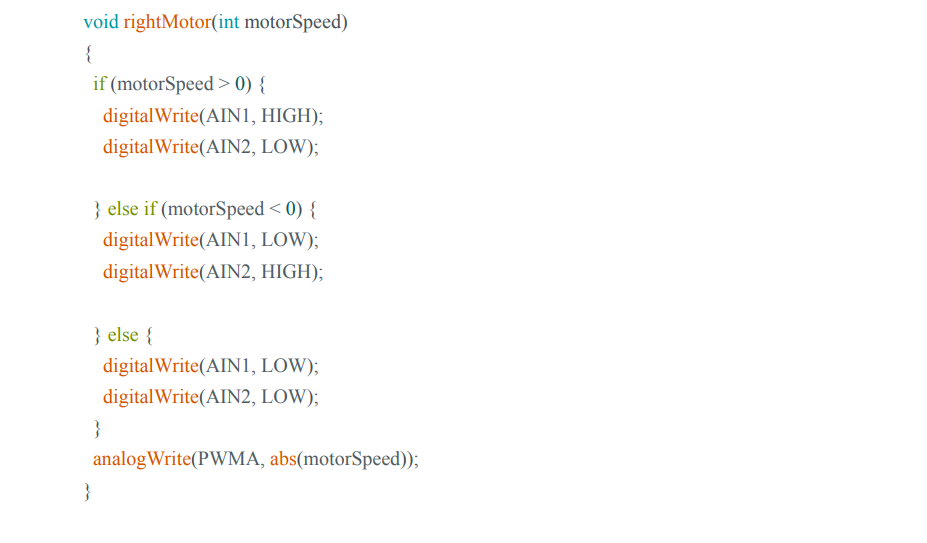 void rightMotor(int motorSpeed)
{
if (motorSpeed > 0) {
digitalWrite(AIN1, HIGH);
digitalWrite(AIN2, LOW);
} else if (motorSpeed < 0) {
digitalWrite(AIN1, LOW);
digitalWrite(AIN2, HIGH);
} else {
digitalWrite(AIN1, LOW);
digitalWrite(AIN2, LOW);
}
analogWrite(PWMA, abs(motorSpeed));
}